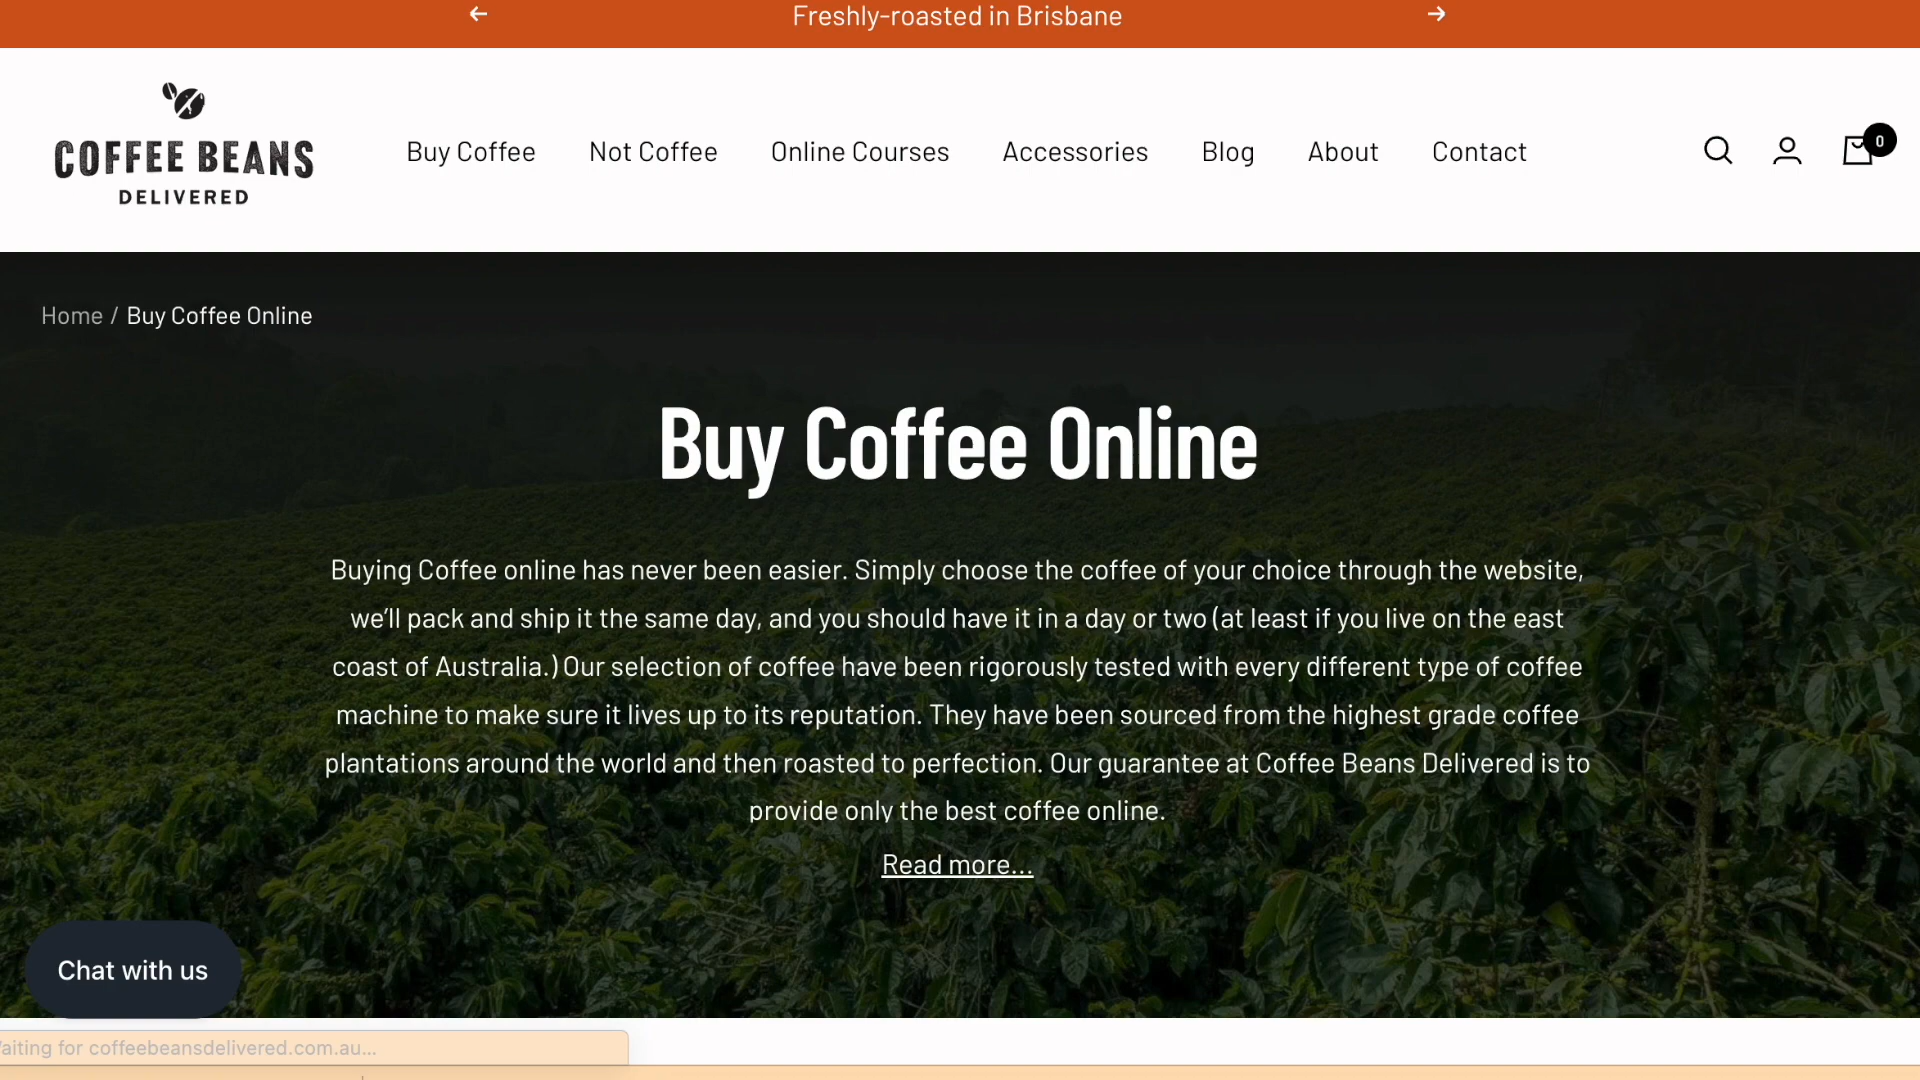 Freshly-roasted in Brisbane
COFFEE BEANS
DELIVERED
Buy Coffee
Not Coffee
Online Courses
Accessories
Blog
About
Contact
0
Home / Buy Coffee Online
Buy Coffee Online
Buying Coffee online has never been easier. Simply choose the coffee of your choice through the website,
we’ll pack and ship it the same day, and you should have it in a day or two (at least if you live on the east
coast of Australia.) Our selection of coffee have been rigorously tested with every different type of coffee
machine to make sure it lives up to its reputation. They have been sourced from the highest grade coffee
plantations around the world and then roasted to perfection. Our guarantee at Coffee Beans Delivered is to
provide only the best coffee online.
Read more...
Chat with us
aiting for coffeebeansdelivered.com.au...